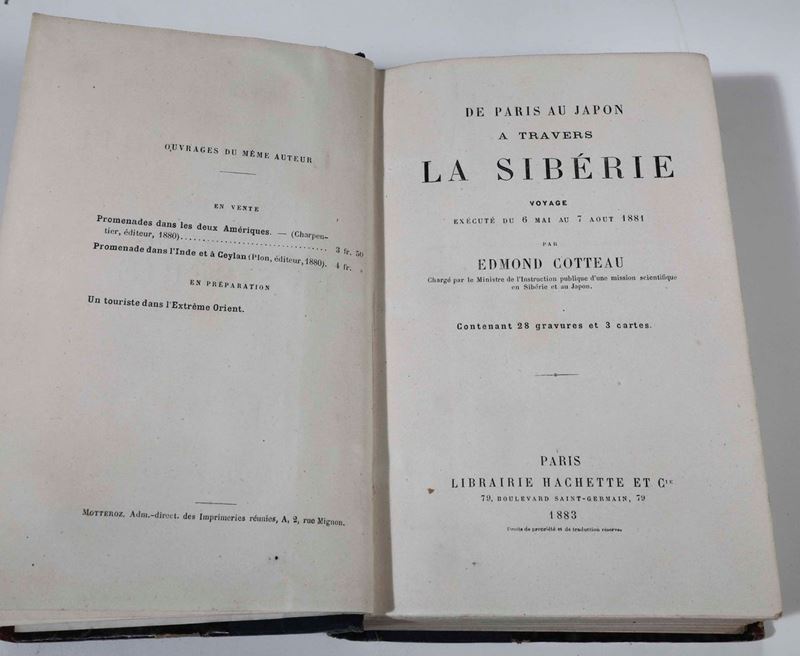 OUVRAGES DU MÊME AUTEUR
EN VENTE
Promenades dans les deux Amériques. — (Charpen-
tier, éditeur, 1880).............................. 3 fr. 50
Promenade dans l'Inde et à Ceylan (Plon, éditeur, 1880). 4 fr. »
EN PRÉPARATION
Un touriste dans l'Extrême Orient.
MOTTEROZ, Adm.-direct. des Imprimeries réunies, A, 2, rue Mignon.
DE PARIS AU JAPON
A TRAVERS
LA SIBÉRIE
VOYAGE
EXÉCUTÉ DU 6 MAI AU 7 AOUT 1881
PAR
EDMOND COTTEAU
Chargé par le Ministre de l'Instruction publique d'une mission scientifique
en Sibérie et au Japon.
Contenant 28 gravures et 3 cartes.
PARIS
LIBRAIRIE HACHETTE ET Cie
79, BOULEVARD SAINT-GERMAIN, 79
1883
Droits de propriété et de traduction réservés.